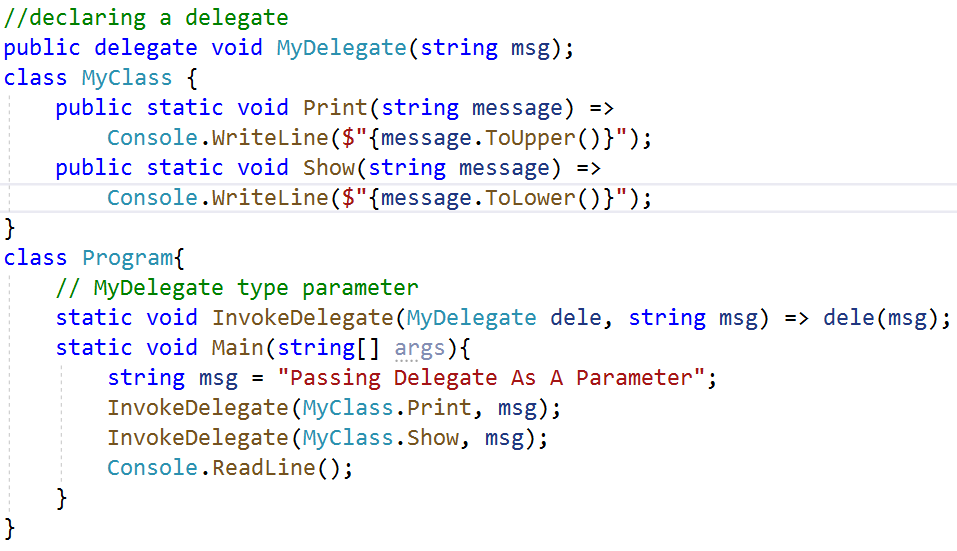 //declaring a delegate
public delegate void MyDelegate(string msg);
class MyClass {
    public static void Print(string message) =>
        Console.WriteLine($"{message.ToUpper()}");
    public static void Show(string message) =>
        Console.WriteLine($"{message.ToLower()}");
}
class Program{
    // MyDelegate type parameter
    static void InvokeDelegate(MyDelegate dele, string msg) => dele(msg);
    static void Main(string[] args){
        string msg = "Passing Delegate As A Parameter";
        InvokeDelegate(MyClass.Print, msg);
        InvokeDelegate(MyClass.Show, msg);
        Console.ReadLine();
    }
}